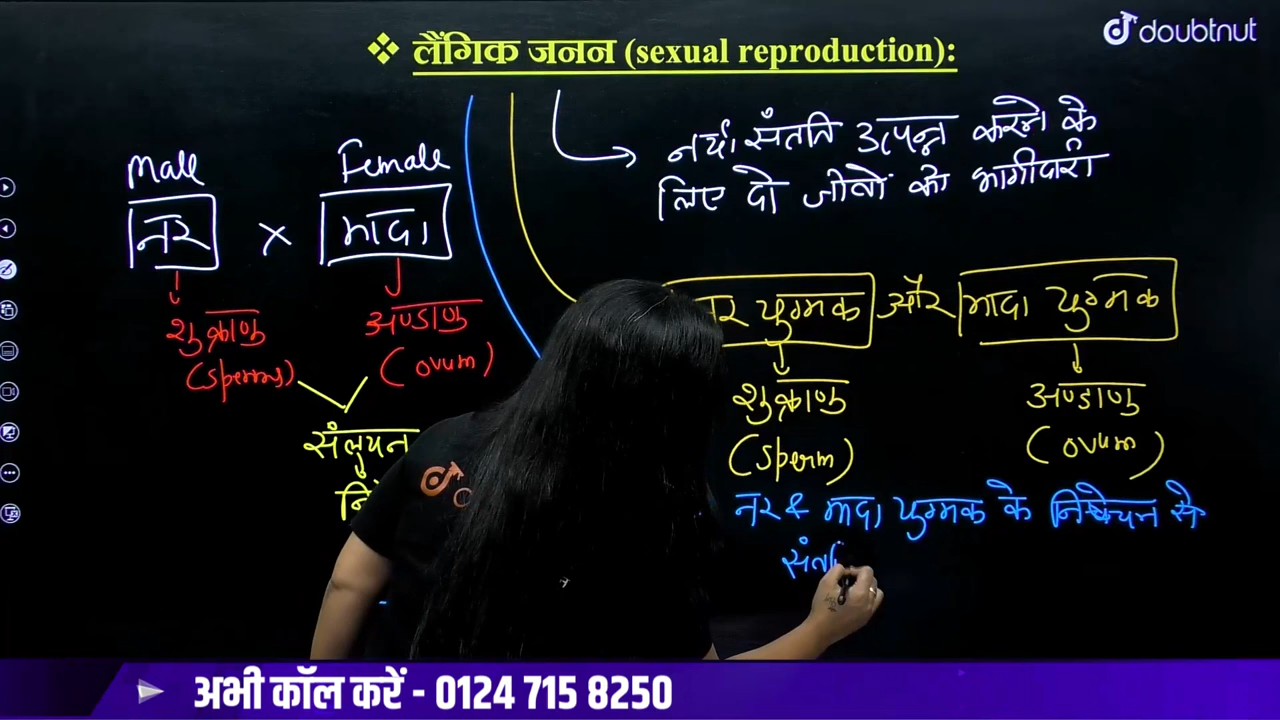 ❖ लैंगिक जनन (sexual reproduction):
doubtnut
नयी संतति उत्पन्न करने के
लिए दो जीवों की भागीदारी
Male
Female
नर × मादा
शुक्राणु
(sperms)
अण्डाणु
(ovum)
संलयन
नर युग्मक और मादा युग्मक
शुक्राणु
(sperm)
अण्डाणु
(ovum)
नर & मादा युग्मक के निषेचन से
अभी कॉल करें - 0124 715 8250